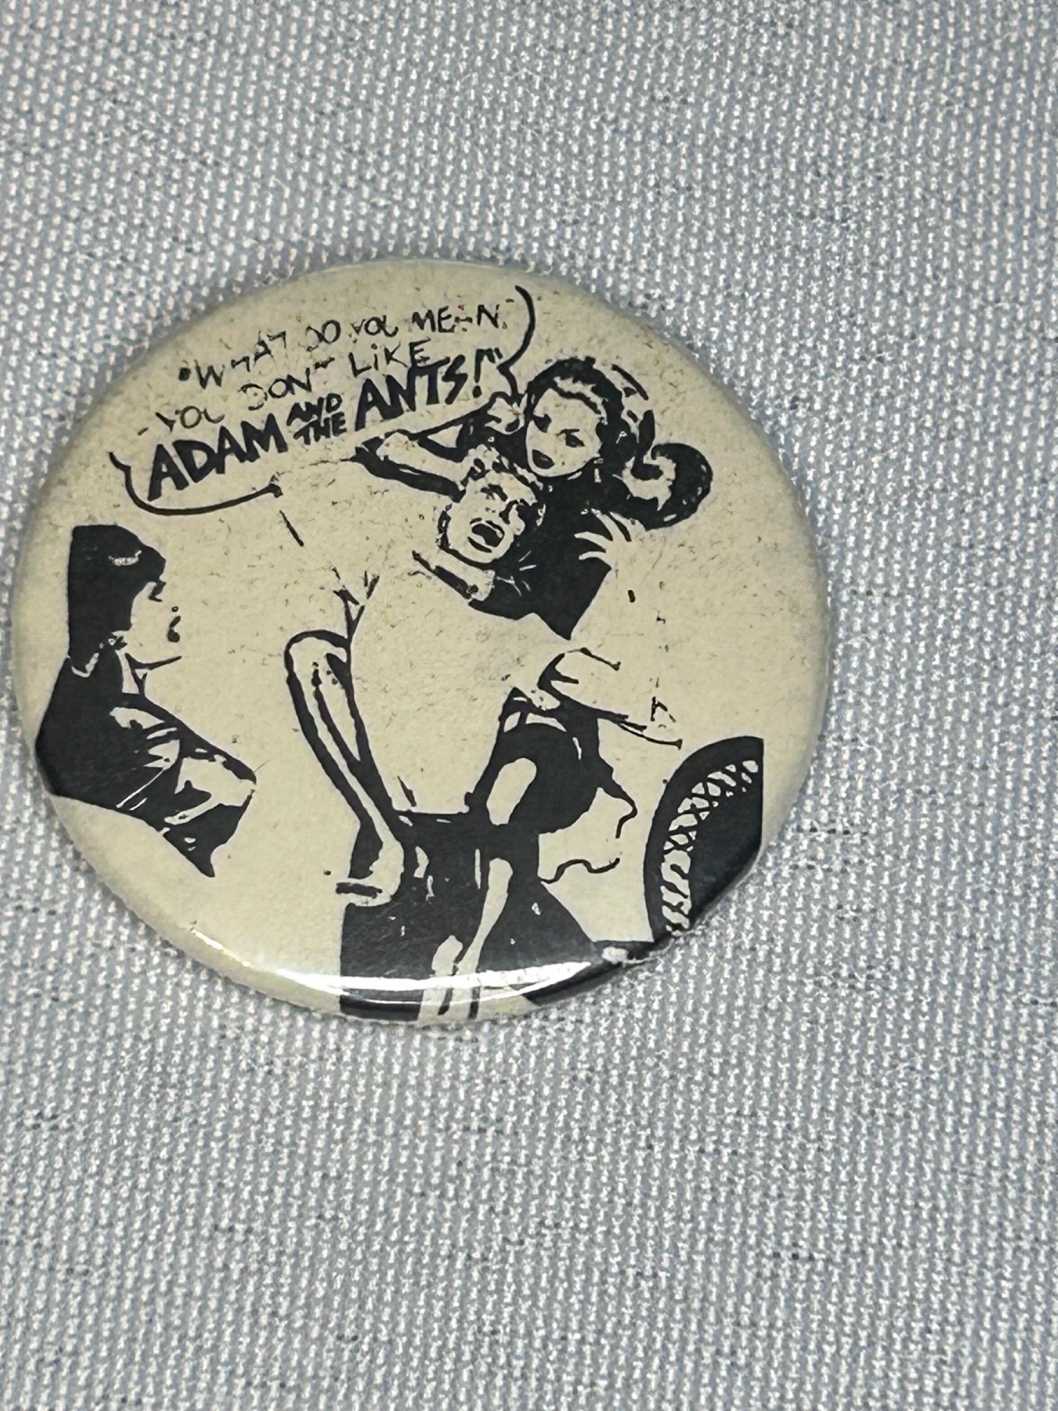 "WHAT DO YOU MEAN,
- YOU DON'T LIKE
ADAM AND THE ANTS!"